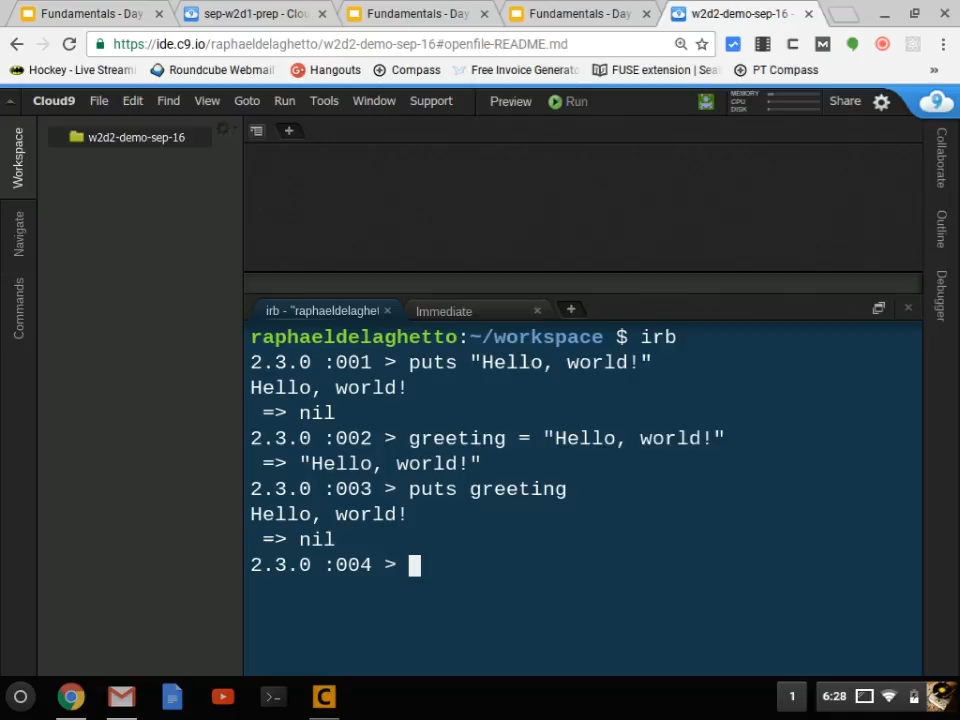 Fundamentals - Day
sep-w2d1-prep - Clou
Fundamentals - Day
Fundamentals - Day
w2d2-demo-sep-16 -
https://ide.c9.io/raphaeldelaghetto/w2d2-demo-sep-16#openfile-README.md
Hockey - Live Stream
Roundcube Webmail
Hangouts
Compass
Free Invoice Generato
FUSE extension | Sea
PT Compass
»
Cloud9 File Edit Find View Goto Run Tools Window Support Preview Run
MEMORY
CPU
DISK
Share
9
Workspace
Navigate
Commands
w2d2-demo-sep-16
Collaborate
Outline
Debugger
irb - "raphaeldelaghet
Immediate
raphaeldelaghetto:~/workspace $ irb
2.3.0 :001 > puts "Hello, world!"
Hello, world!
=> nil
2.3.0 :002 > greeting = "Hello, world!"
=> "Hello, world!"
2.3.0 :003 > puts greeting
Hello, world!
=> nil
2.3.0 :004 >
1
6:28